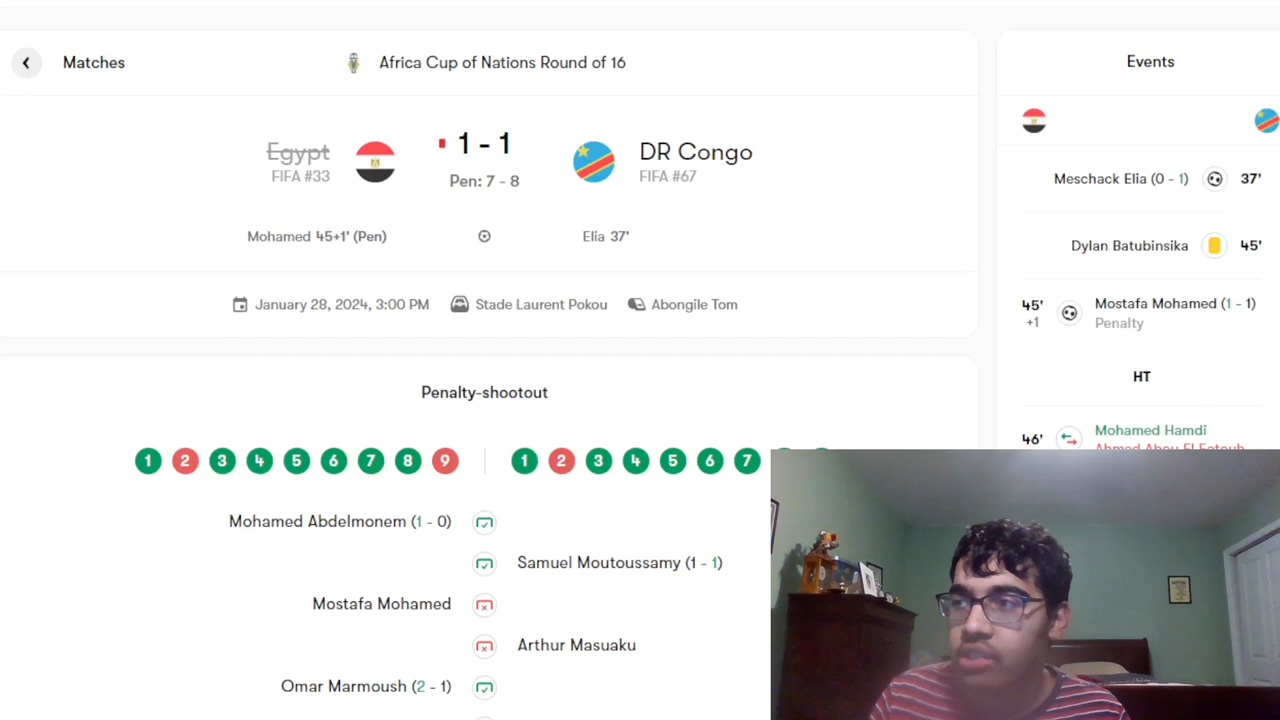 Matches
Africa Cup of Nations Round of 16
Egypt
FIFA #33
1 - 1
Pen: 7 - 8
DR Congo
FIFA #67
Mohamed 45+1' (Pen)
Elia 37'
January 28, 2024, 3:00 PM
Stade Laurent Pokou
Abongile Tom
Penalty-shootout
1 2 3 4 5 6 7 8 9
1 2 3 4 5 6 7
Mohamed Abdelmonem (1 - 0)
Samuel Moutoussamy (1 - 1)
Mostafa Mohamed
Arthur Masuaku
Omar Marmoush (2 - 1)
Events
Meschack Elia (0 - 1) 37'
Dylan Batubinsika 45'
45' +1 Mostafa Mohamed (1 - 1)
Penalty
HT
46' Mohamed Hamdi
Ahmed Abou El Fotouh